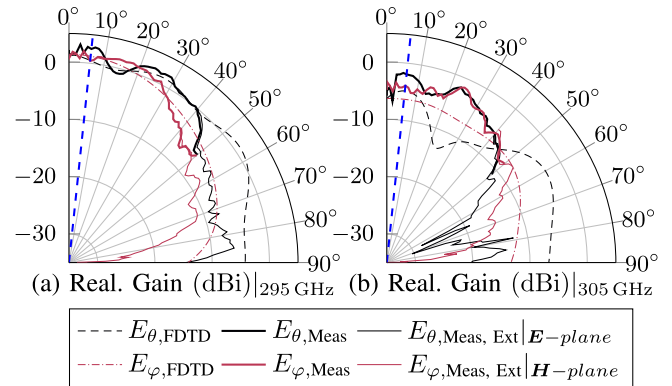 0° 10° 20° 30° 40° 50° 60° 70° 80° 90°
0
−10
−20
−30
0° 10° 20° 30° 40° 50° 60° 70° 80° 90°
0
−10
−20
−30
(a) Real. Gain (dBi)|295 GHz (b) Real. Gain (dBi)|305 GHz
Eθ,FDTD Eθ,Meas Eθ,Meas, Ext|E−plane
Eφ,FDTD Eφ,Meas Eφ,Meas, Ext|H−plane